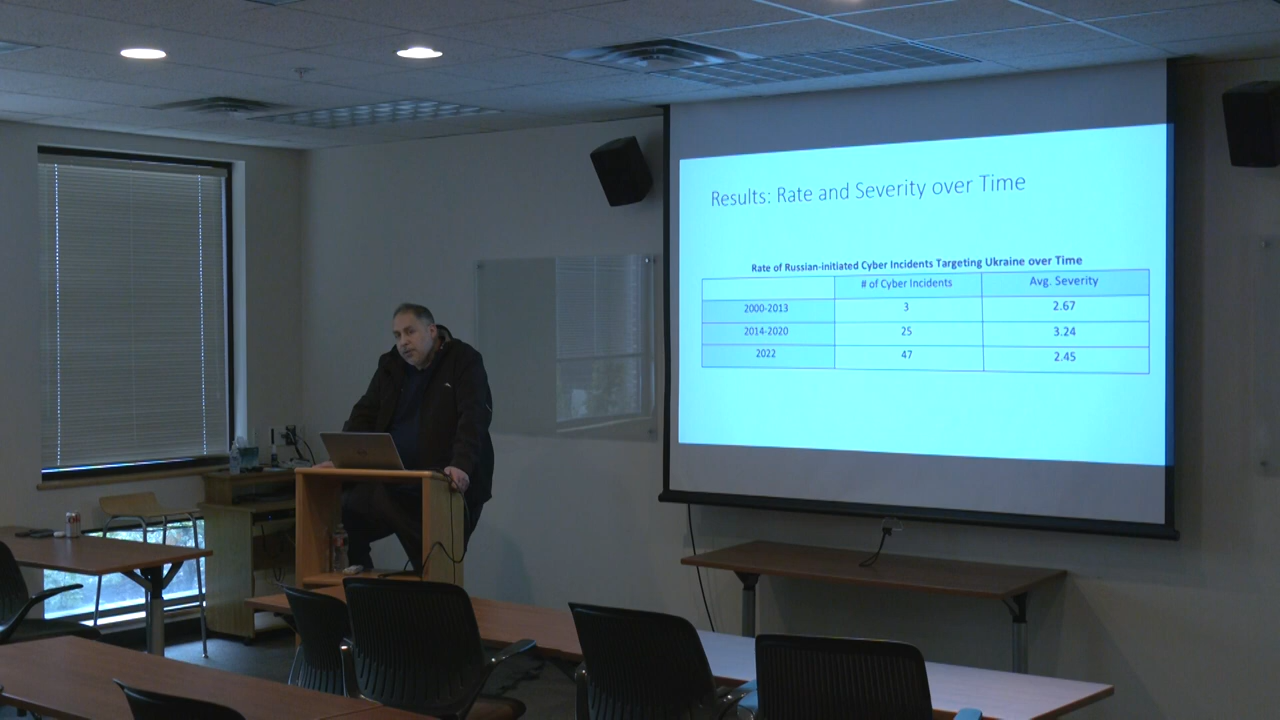 Results: Rate and Severity over Time
Rate of Russian-initiated Cyber Incidents Targeting Ukraine over Time
# of Cyber Incidents Avg. Severity
2000-2013 3 2.67
2014-2020 25 3.24
2022 47 2.45